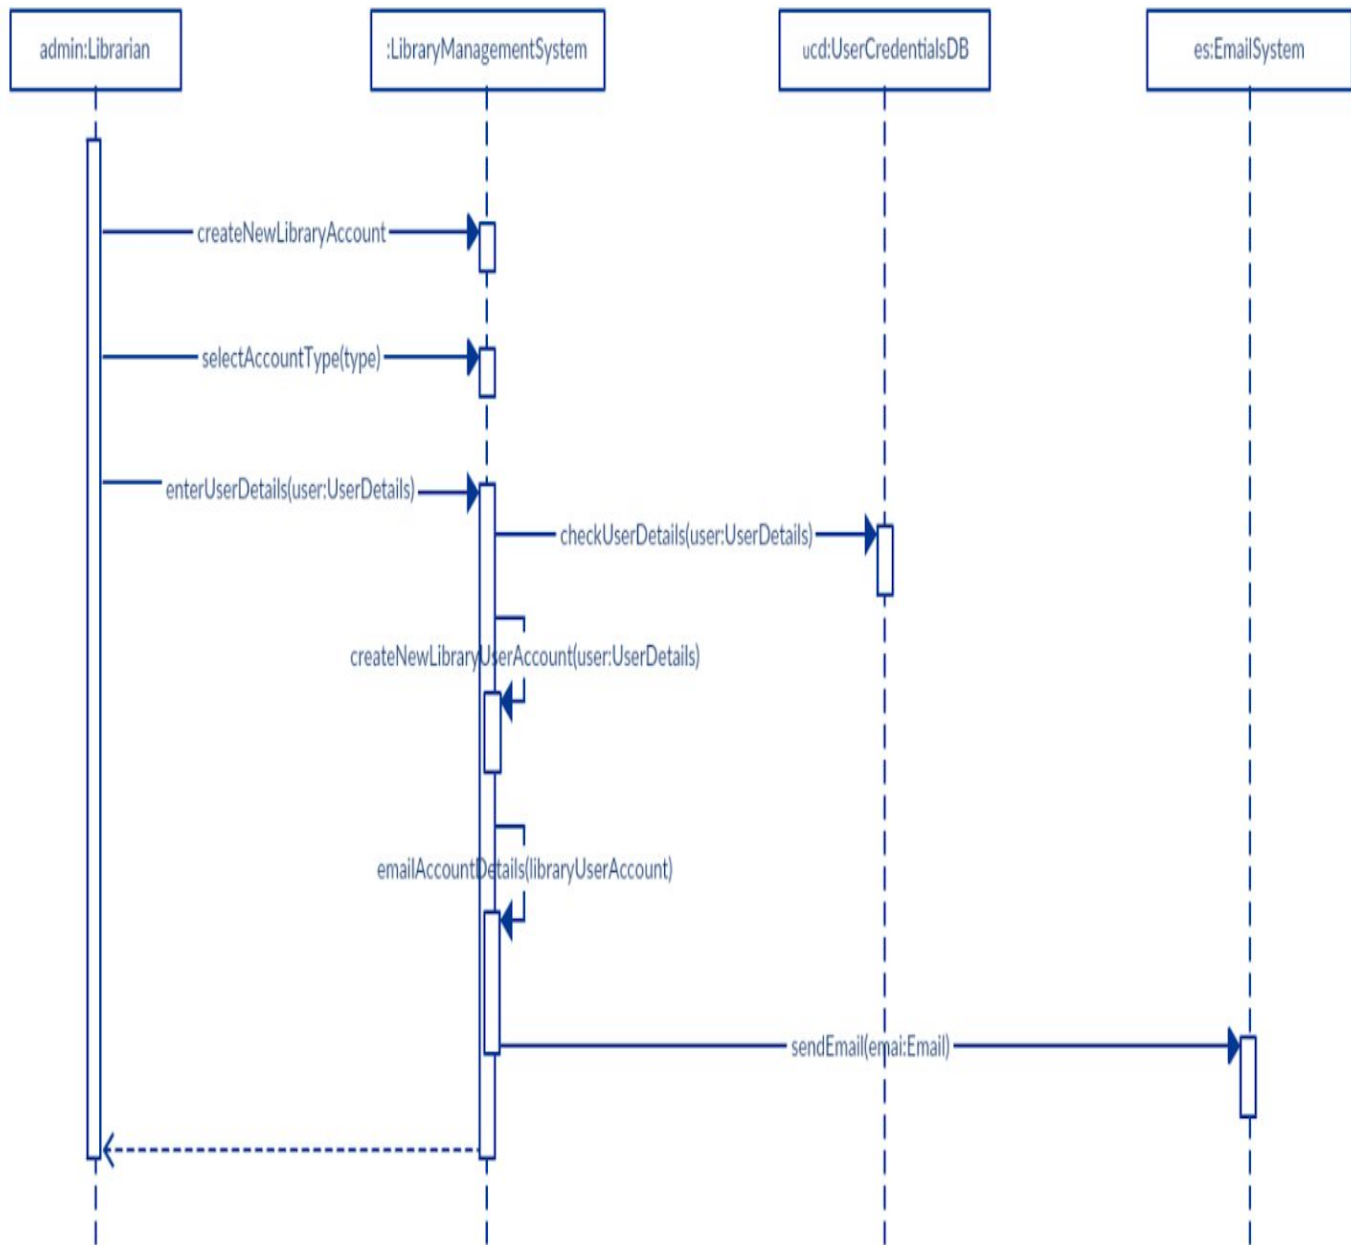 admin:Librarian
:LibraryManagementSystem
ucd:UserCredentialsDB
es:EmailSystem
createNewLibraryAccount
selectAccountType(type)
enterUserDetails(user:UserDetails)
checkUserDetails(user:UserDetails)
createNewLibraryUserAccount(user:UserDetails)
emailAccountDetails(libraryUserAccount)
sendEmail(emai:Email)